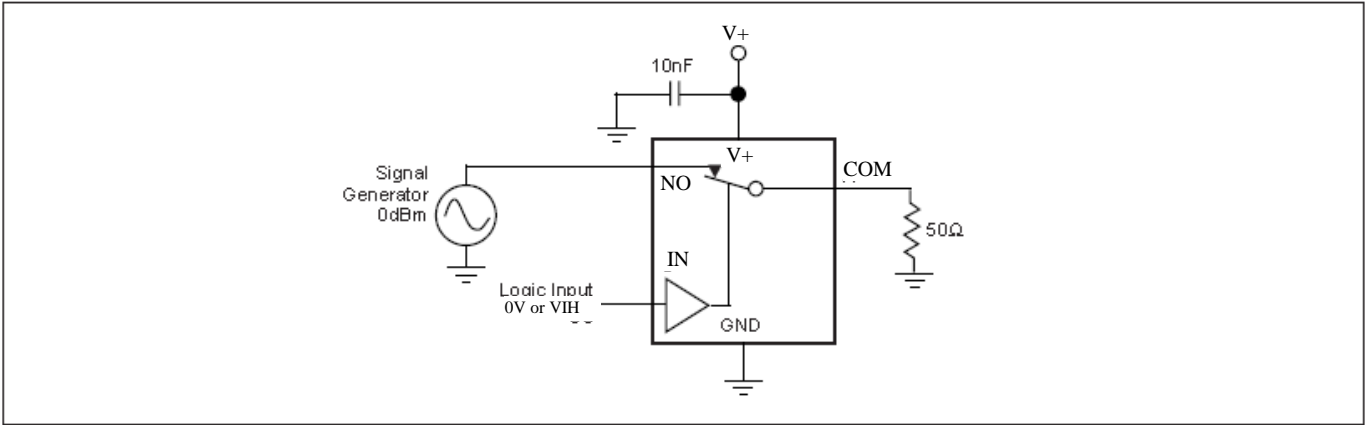 V+
10nF
V+
COM
NO
Signal
Generator
0dBm
50Ω
IN
Logic Input
0V or VIH
GND